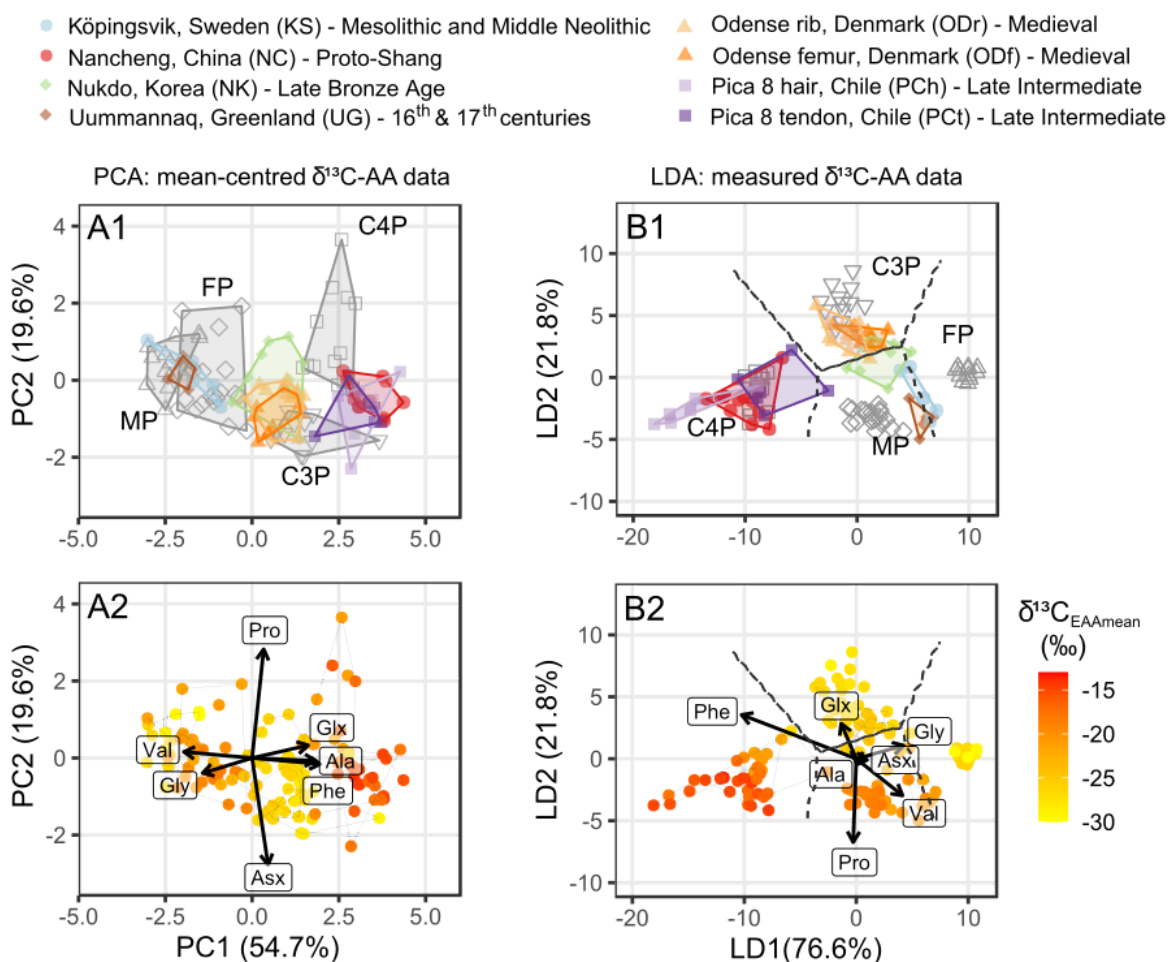 Köpingsvik, Sweden (KS) - Mesolithic and Middle Neolithic
Nancheng, China (NC) - Proto-Shang
Nukdo, Korea (NK) - Late Bronze Age
Uummannaq, Greenland (UG) - 16th & 17th centuries
Odense rib, Denmark (ODr) - Medieval
Odense femur, Denmark (ODf) - Medieval
Pica 8 hair, Chile (PCh) - Late Intermediate
Pica 8 tendon, Chile (PCt) - Late Intermediate
PCA: mean-centred δ¹³C-AA data
A1
C4P
FP
MP
C3P
PC2 (19.6%)
4
2
0
-2
-5.0 -2.5 0.0 2.5 5.0
LDA: measured δ¹³C-AA data
B1
C3P
FP
C4P
MP
LD2 (21.8%)
10
5
0
-5
-10
-20 -10 0 10
A2
Pro
Glx
Val
Ala
Gly
Phe
Asx
PC2 (19.6%)
4
2
0
-2
-5.0 -2.5 0.0 2.5 5.0
PC1 (54.7%)
B2
Phe
Glx
Gly
Asx
Ala
Val
Pro
LD2 (21.8%)
10
5
0
-5
-10
-20 -10 0 10
LD1(76.6%)
δ¹³C EAAmean
(‰)
-15
-20
-25
-30